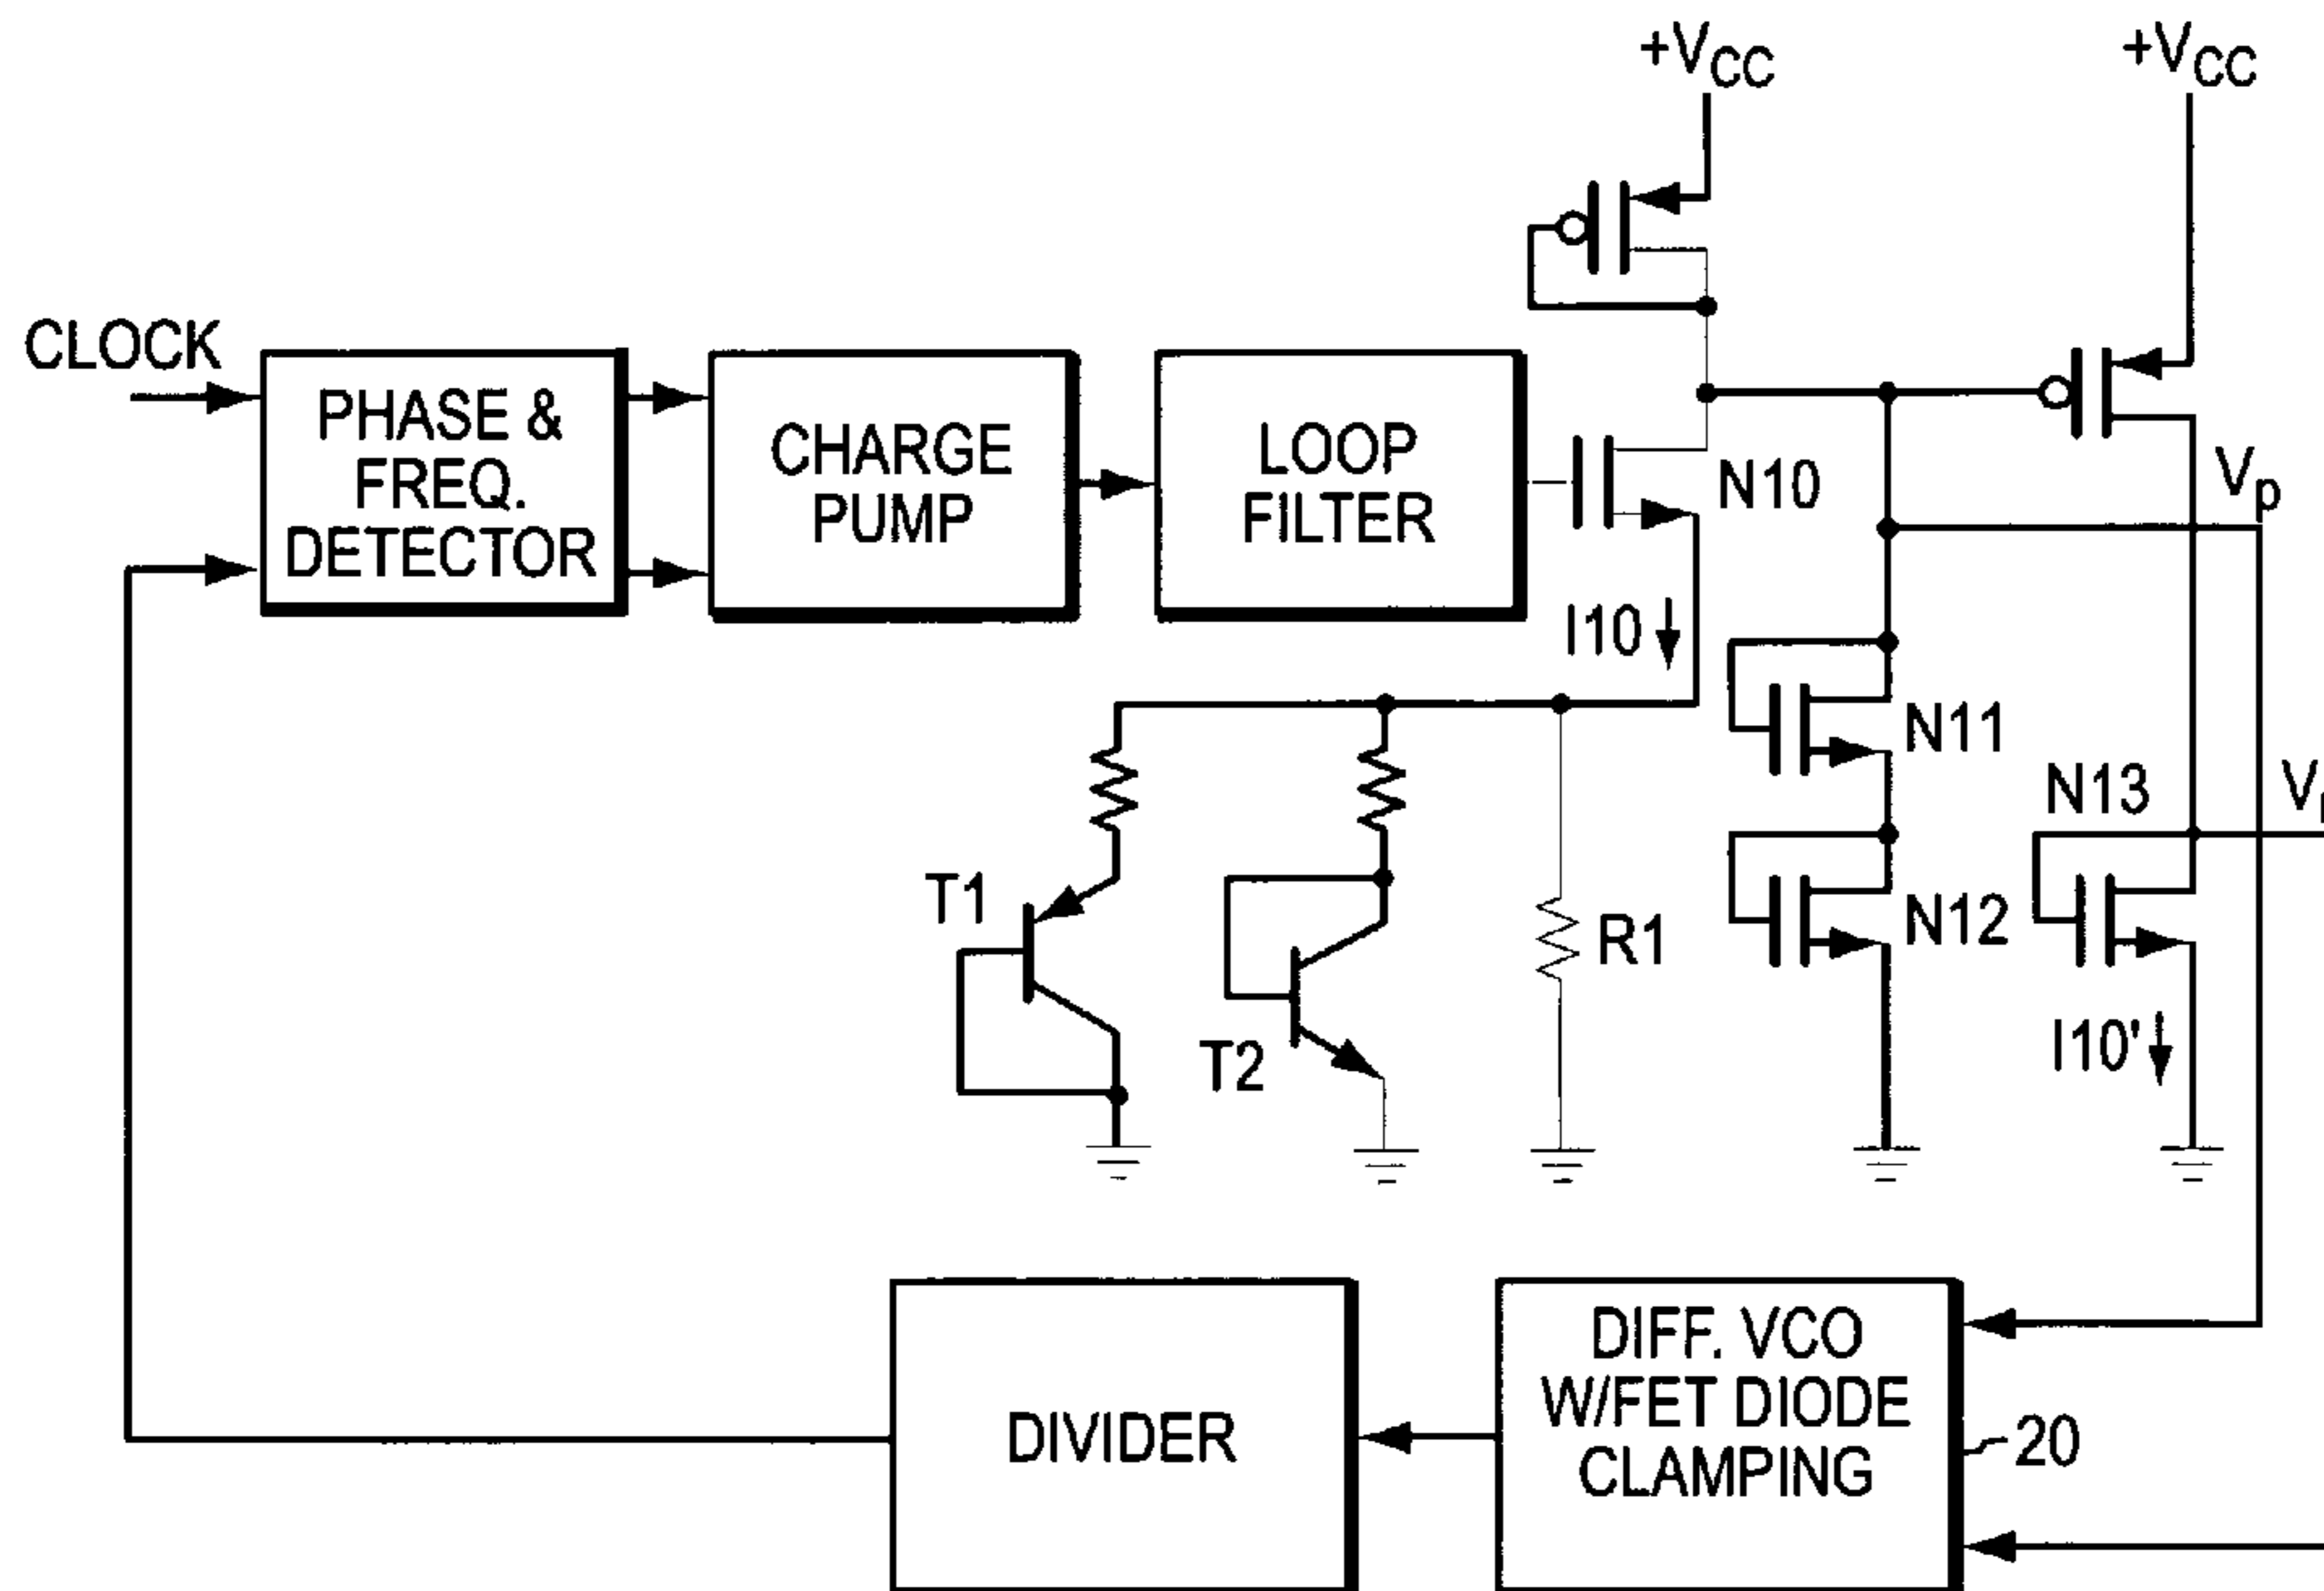 +VCC
+VCC
CLOCK
PHASE &
FREQ.
DETECTOR
CHARGE
PUMP
LOOP
FILTER
N10
Vp
I10
N11
N13
T1
R1
N12
T2
I10'
DIFF. VCO
W/FET DIODE
CLAMPING
DIVIDER
20